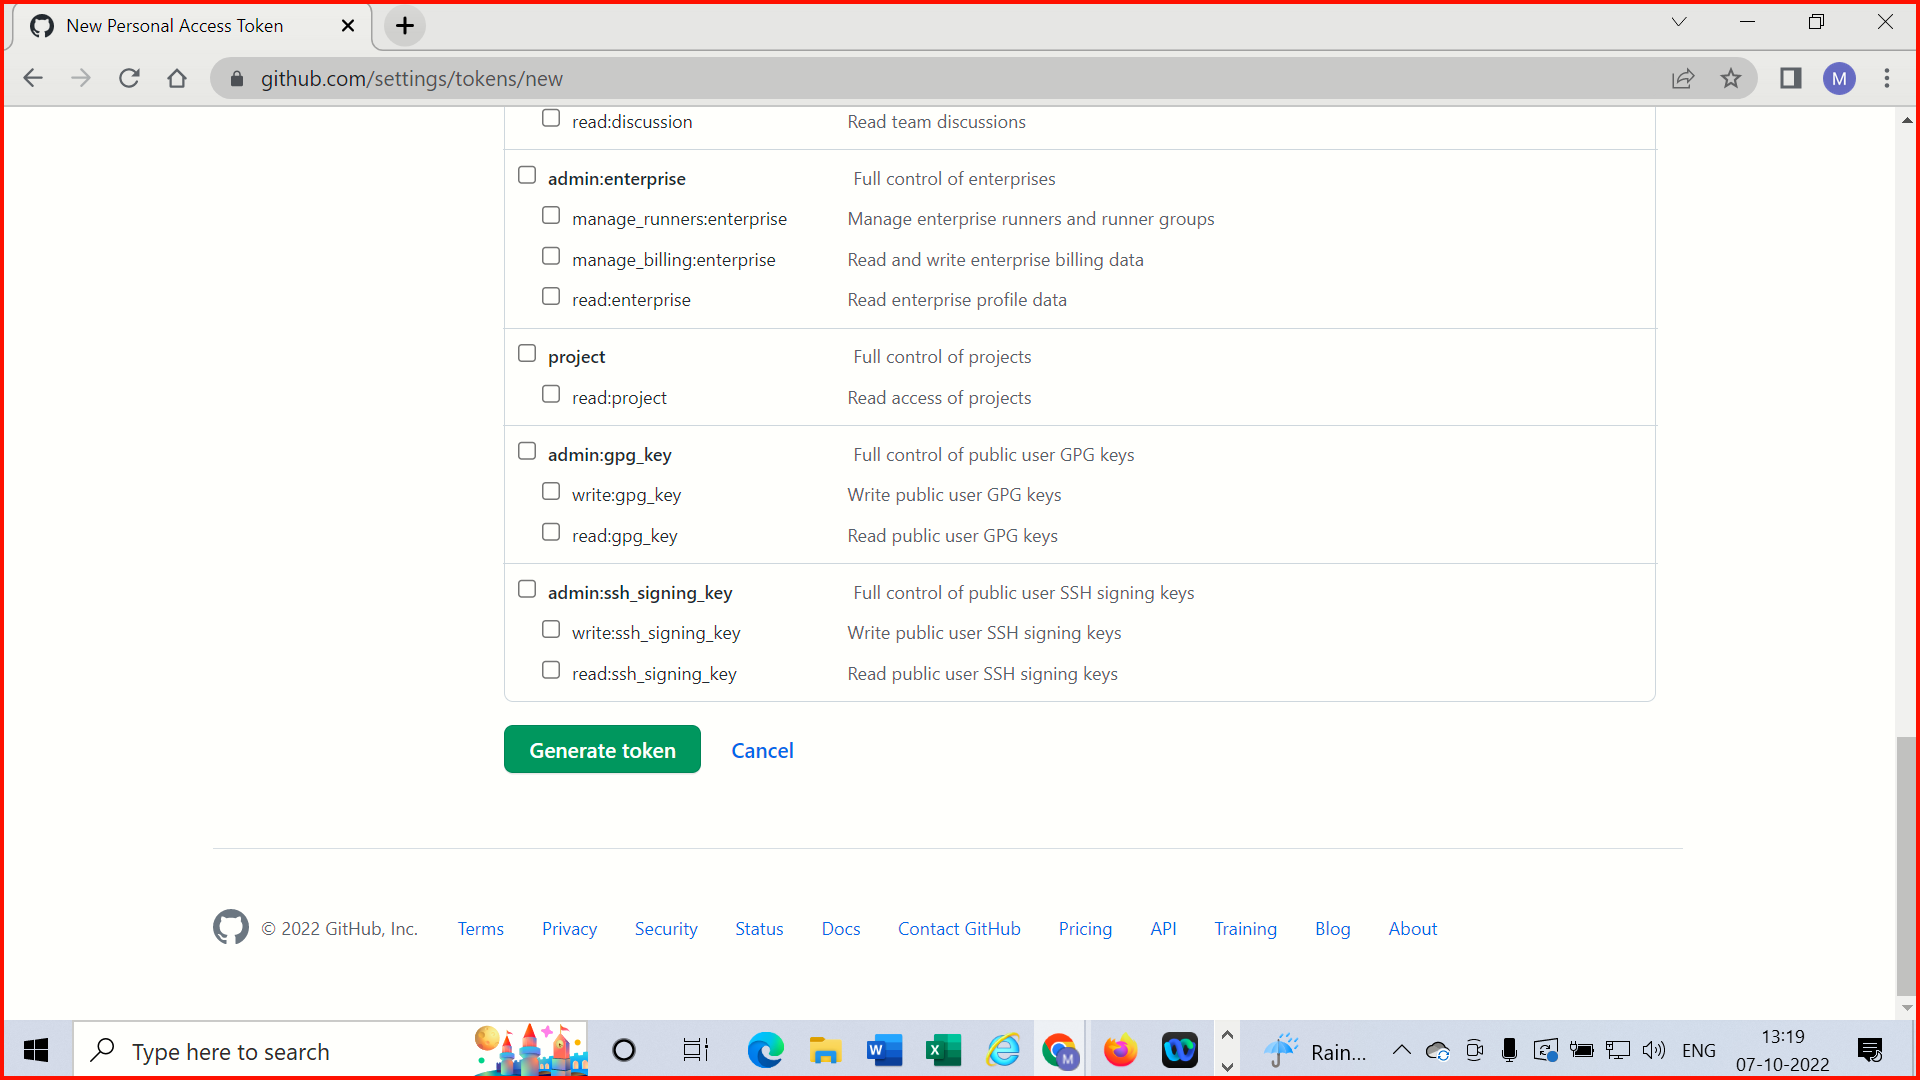 New Personal Access Token
github.com/settings/tokens/new
M
read:discussion Read team discussions
admin:enterprise Full control of enterprises
manage_runners:enterprise Manage enterprise runners and runner groups
manage_billing:enterprise Read and write enterprise billing data
read:enterprise Read enterprise profile data
project Full control of projects
read:project Read access of projects
admin:gpg_key Full control of public user GPG keys
write:gpg_key Write public user GPG keys
read:gpg_key Read public user GPG keys
admin:ssh_signing_key Full control of public user SSH signing keys
write:ssh_signing_key Write public user SSH signing keys
read:ssh_signing_key Read public user SSH signing keys
Generate token Cancel
© 2022 GitHub, Inc. Terms Privacy Security Status Docs Contact GitHub Pricing API Training Blog About
Type here to search
Rain...
ENG
13:19
07-10-2022